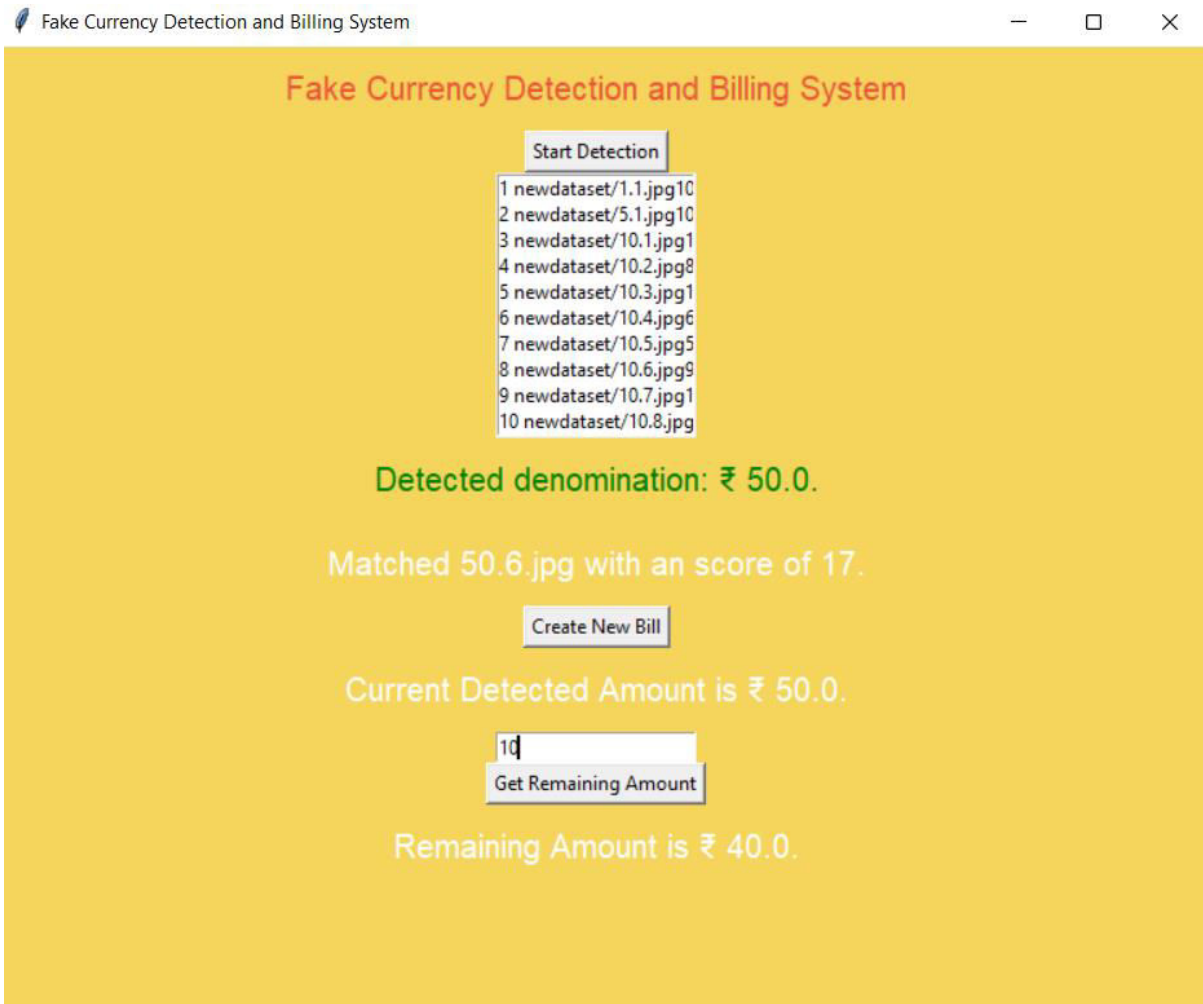 Fake Currency Detection and Billing System
Fake Currency Detection and Billing System
Start Detection
1 newdataset/1.1.jpg10
2 newdataset/5.1.jpg10
3 newdataset/10.1.jpg1
4 newdataset/10.2.jpg8
5 newdataset/10.3.jpg1
6 newdataset/10.4.jpg6
7 newdataset/10.5.jpg5
8 newdataset/10.6.jpg9
9 newdataset/10.7.jpg1
10 newdataset/10.8.jpg
Detected denomination: ₹ 50.0.
Matched 50.6.jpg with an score of 17.
Create New Bill
Current Detected Amount is ₹ 50.0.
10
Get Remaining Amount
Remaining Amount is ₹ 40.0.